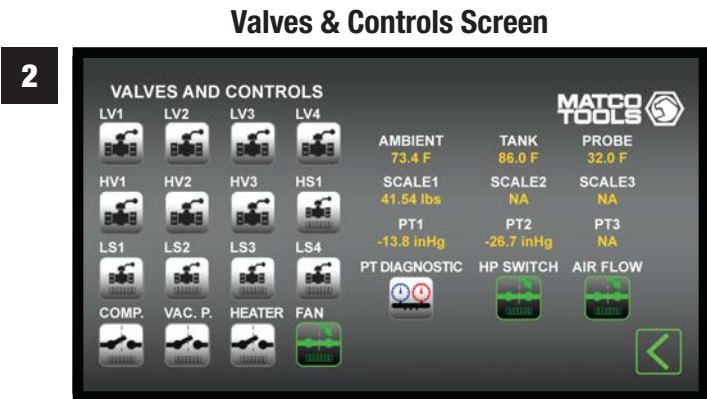 Valves & Controls Screen
2
VALVES AND CONTROLS
MATCO
TOOLS
LV1 LV2 LV3 LV4
AMBIENT TANK PROBE
73.4 F 86.0 F 32.0 F
HV1 HV2 HV3 HS1
SCALE1 SCALE2 SCALE3
41.54 lbs NA NA
PT1 PT2 PT3
-13.8 inHg -26.7 inHg NA
LS1 LS2 LS3 LS4
PT DIAGNOSTIC HP SWITCH AIR FLOW
COMP. VAC. P. HEATER FAN